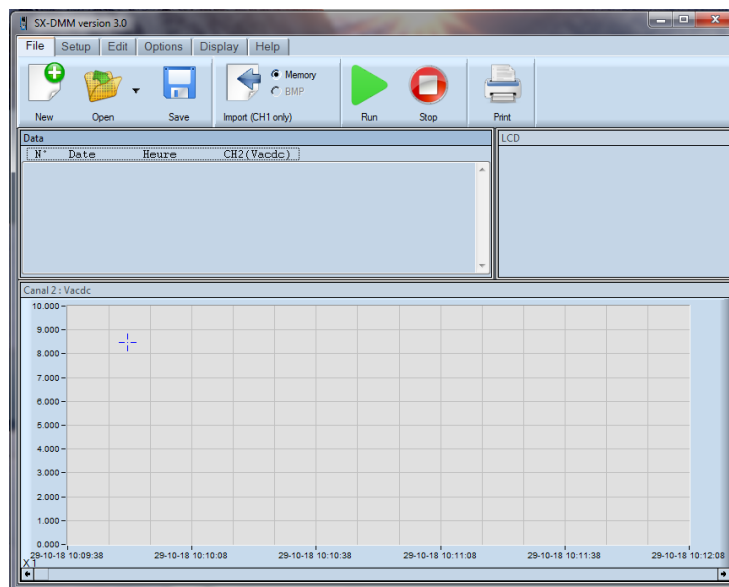 SX-DMM version 3.0
File Setup Edit Options Display Help
Memory
BMP
New Open Save Import (CH1 only) Run Stop Print
Data LCD
N° Date Heure CH2(Vacdc)
Canal 2 : Vacdc
10.000
9.000
8.000
7.000
6.000
5.000
4.000
3.000
2.000
1.000
0.000
29-10-18 10:09:38 29-10-18 10:10:08 29-10-18 10:10:38 29-10-18 10:11:08 29-10-18 10:11:38 29-10-18 10:12:08
X 1